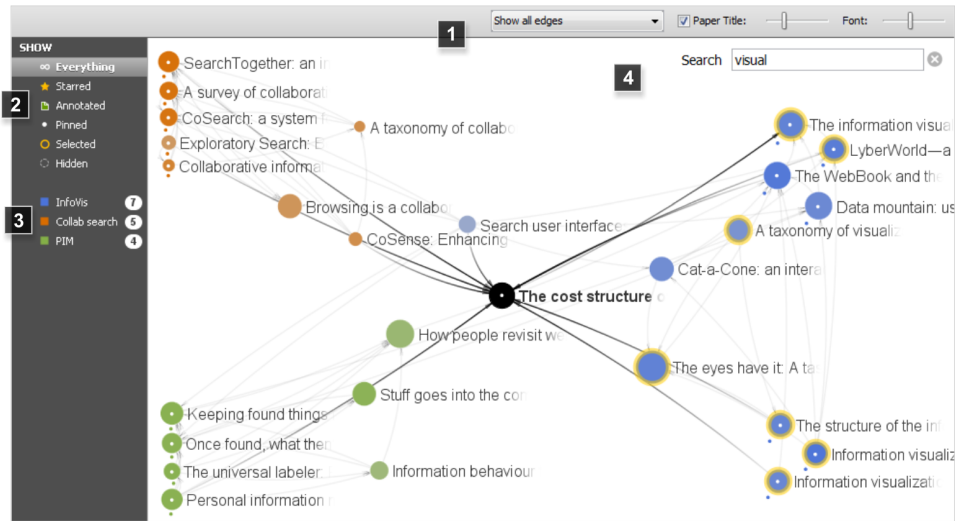 Show all edges
Paper Title:
Font:
1
SHOW
Everything
Starred
2
Annotated
Pinned
Selected
Hidden
InfoVis 7
3
Collab search 5
PIM 4
4
Search visual
SearchTogether: an in
A survey of collaborat
CoSearch: a system f
Exploratory Search: E
Collaborative informa
A taxonomy of collabo
Browsing is a collabo
CoSense: Enhancing
Search user interface
The information visual
LyberWorld—a
The WebBook and the
Data mountain: us
A taxonomy of visualiz
Cat-a-Cone: an intera
The cost structure o
How people revisit we
The eyes have it: A ta
Stuff goes into the con
Keeping found things
Once found, what then
The universal labeler:
Personal information
Information behaviour
The structure of the inf
Information visualiz
Information visualizatio